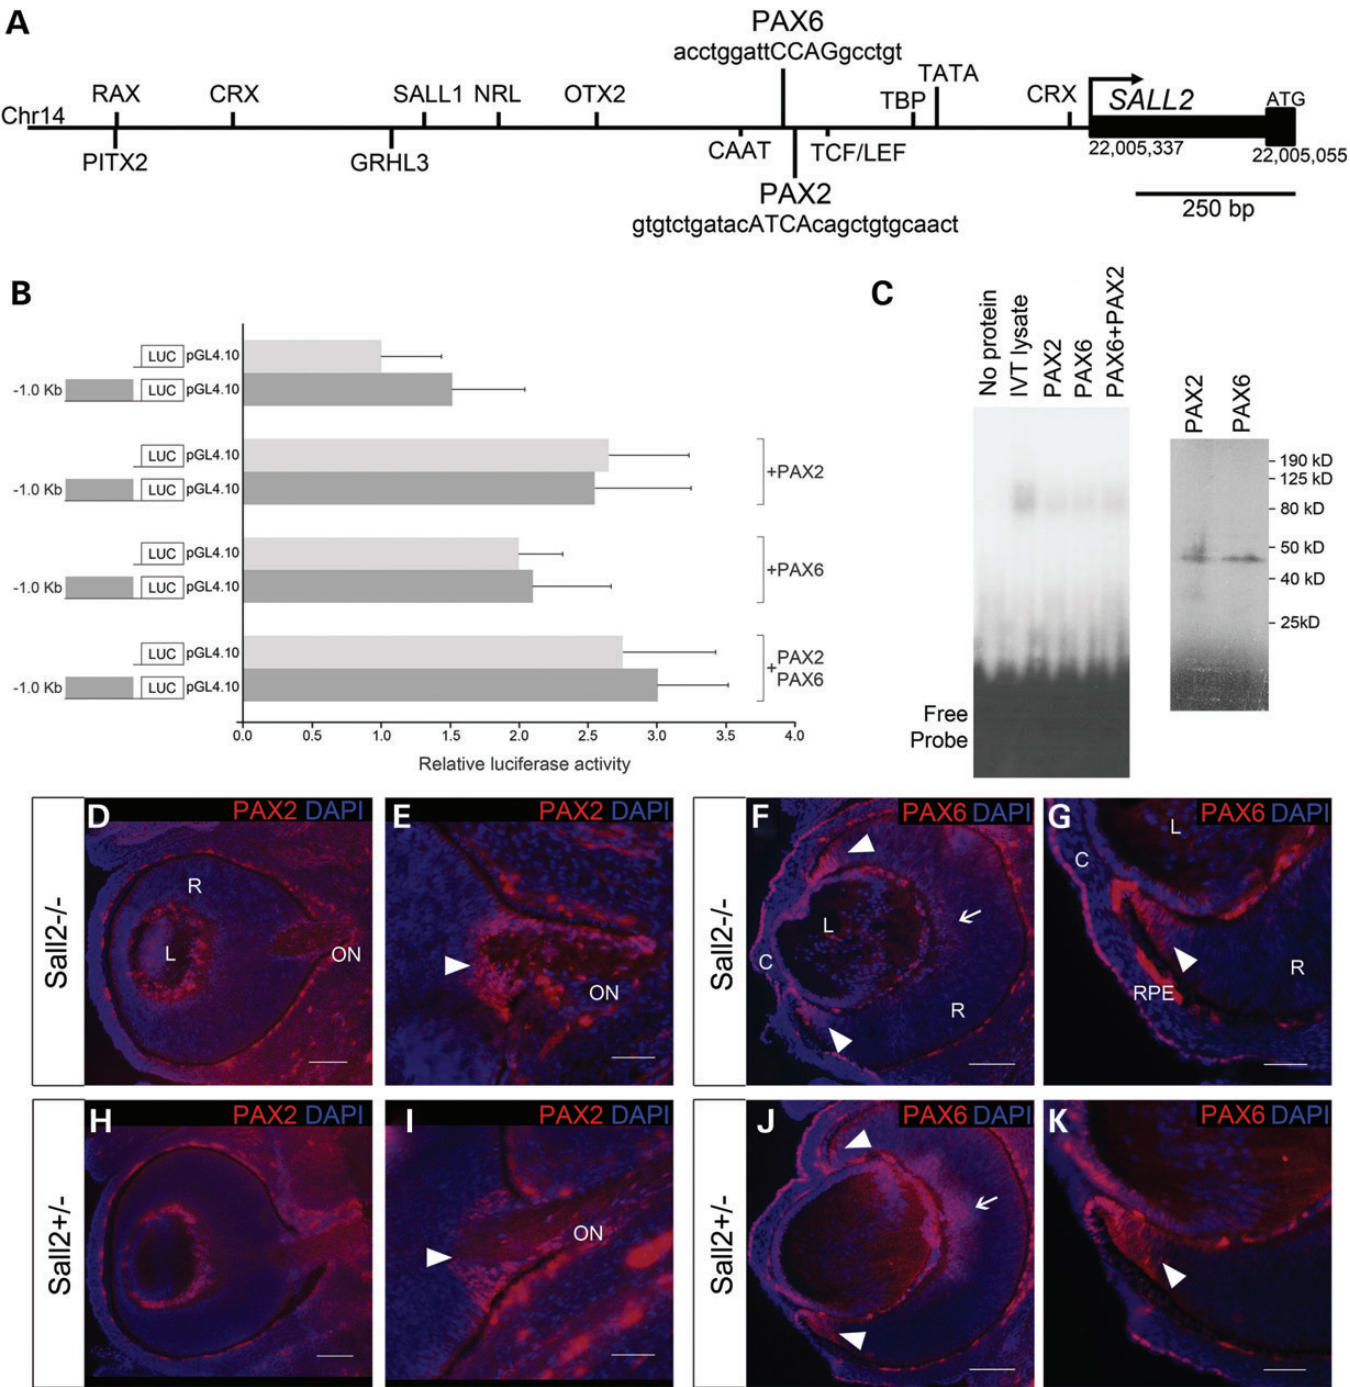 A
PAX6
acctggattCCAGgcctgt
TATA
RAX CRX SALL1 NRL OTX2 TBP CRX SALL2 ATG
Chr14
PITX2 GRHL3 CAAT TCF/LEF 22,005,337 22,005,055
PAX2
gtgtctgatacATCAcagctgtgcaact
250 bp
B
LUC pGL4.10
-1.0 Kb LUC pGL4.10
LUC pGL4.10
-1.0 Kb LUC pGL4.10
+PAX2
LUC pGL4.10
-1.0 Kb LUC pGL4.10
+PAX6
LUC pGL4.10
-1.0 Kb LUC pGL4.10
+ PAX2
PAX6
0.0 0.5 1.0 1.5 2.0 2.5 3.0 3.5 4.0
Relative luciferase activity
C
No protein
IVT lysate
PAX2
PAX6
PAX6+PAX2
Free
Probe
PAX2
PAX6
190 kD
125 kD
80 kD
50 kD
40 kD
25kD
Sall2-/-
D PAX2 DAPI
R
L
ON
E PAX2 DAPI
ON
F PAX6 DAPI
L
C
R
G PAX6 DAPI
L
C
R
RPE
Sall2+/-
H PAX2 DAPI
I PAX2 DAPI
ON
J PAX6 DAPI
K PAX6 DAPI